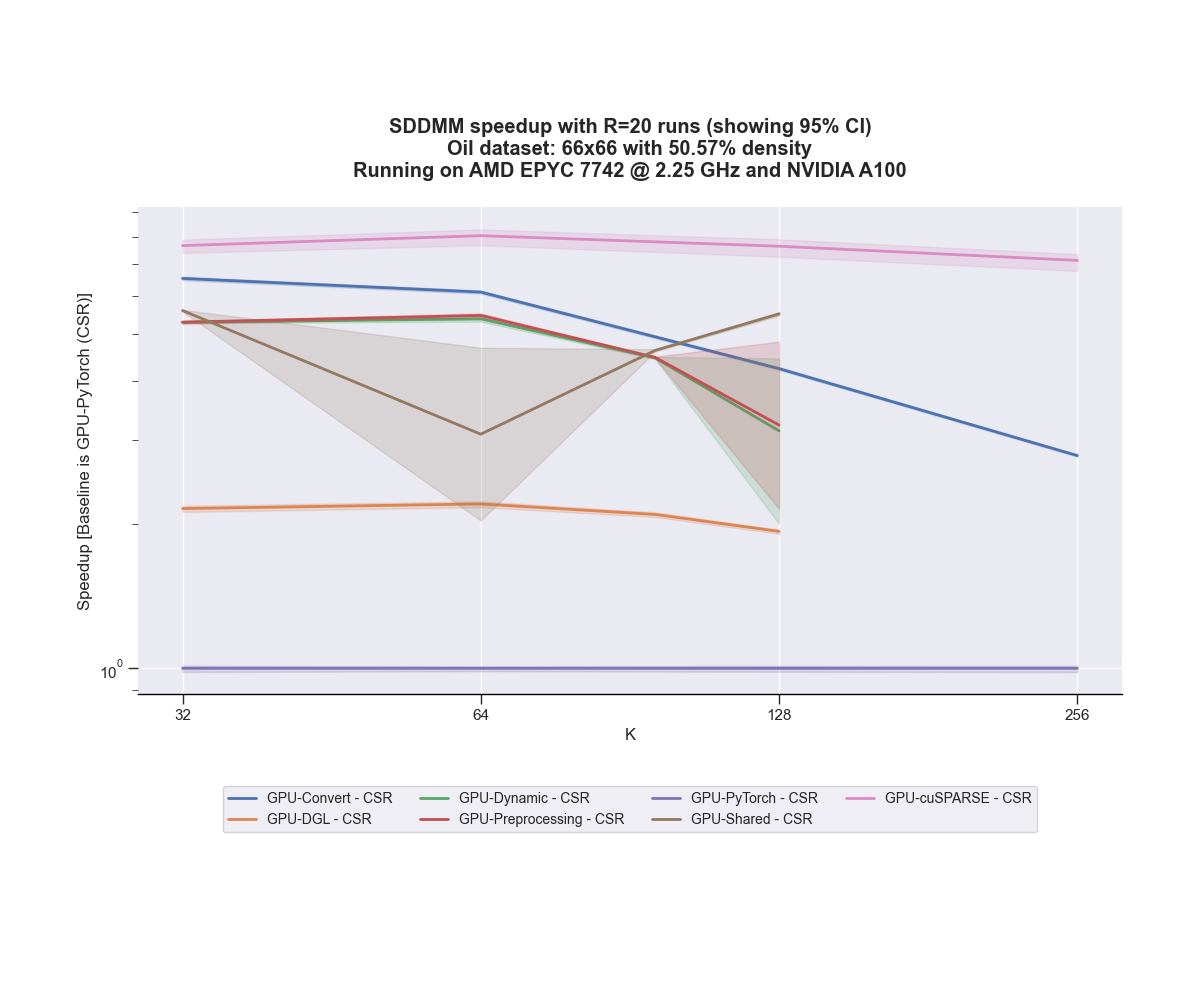 SDDMM speedup with R=20 runs (showing 95% CI)
Oil dataset: 66x66 with 50.57% density
Running on AMD EPYC 7742 @ 2.25 GHz and NVIDIA A100
Speedup [Baseline is GPU-PyTorch (CSR)]
10^0
32 64 128 256
K
GPU-Convert - CSR GPU-Dynamic - CSR GPU-PyTorch - CSR GPU-cuSPARSE - CSR
GPU-DGL - CSR GPU-Preprocessing - CSR GPU-Shared - CSR